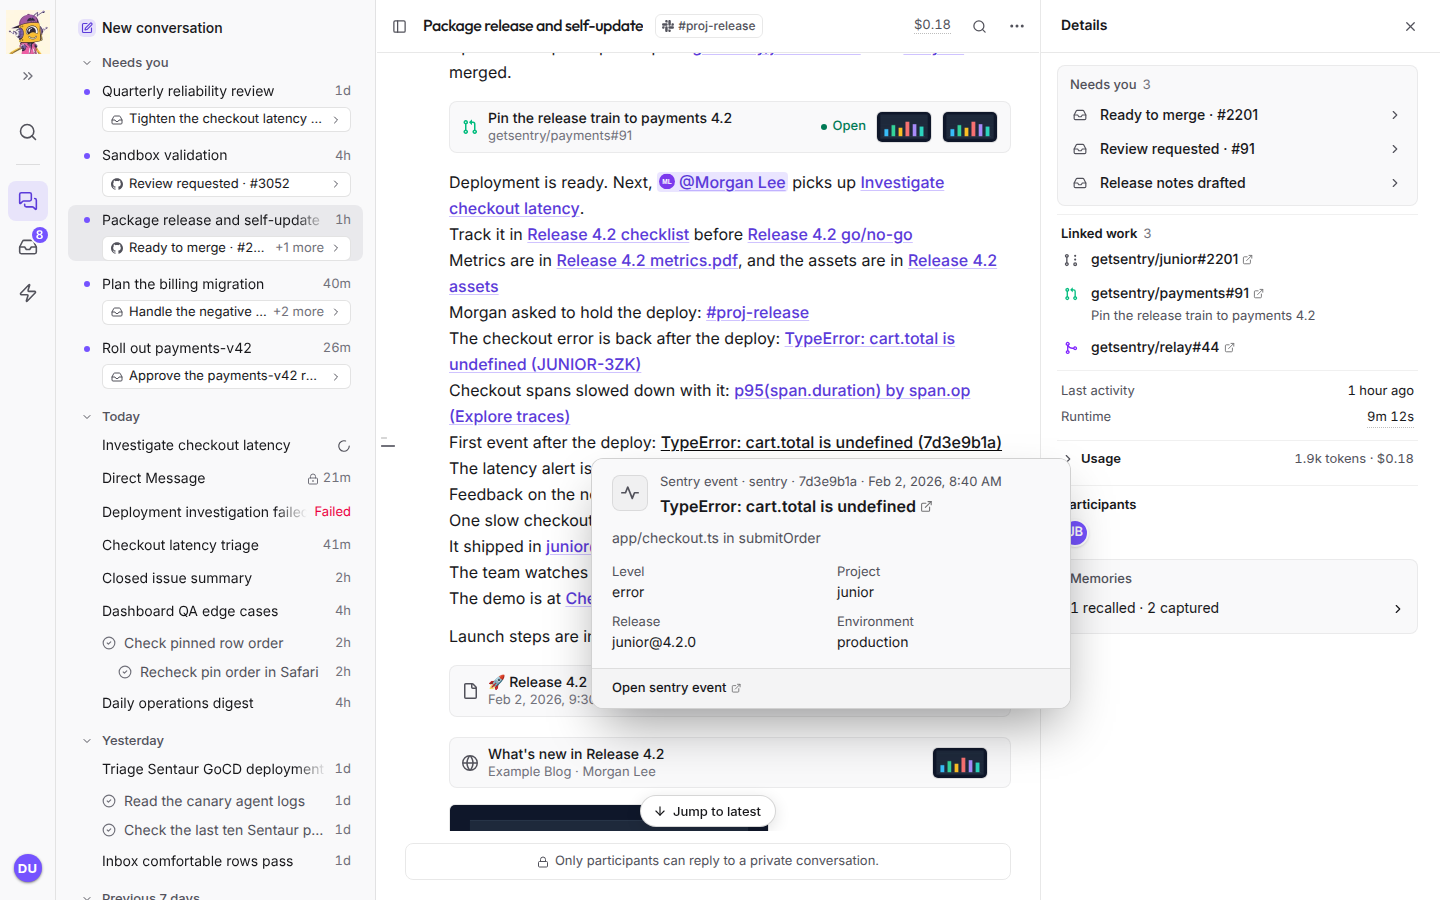 New conversation
Needs you
Quarterly reliability review 1d
Tighten the checkout latency ...
Sandbox validation 4h
Review requested · #3052
Package release and self-update 1h
Ready to merge · #2... +1 more
Plan the billing migration 40m
Handle the negative ... +2 more
Roll out payments-v42 26m
Approve the payments-v42 r...
Today
Investigate checkout latency
Direct Message 21m
Deployment investigation failed Failed
Checkout latency triage 41m
Closed issue summary 2h
Dashboard QA edge cases 4h
Check pinned row order 2h
Recheck pin order in Safari 2h
Daily operations digest 4h
Yesterday
Triage Sentaur GoCD deployment 1d
Read the canary agent logs 1d
Check the last ten Sentaur p... 1d
Inbox comfortable rows pass 1d
Previous 7 days
8
DU
Package release and self-update #proj-release $0.18
merged.
Pin the release train to payments 4.2
getsentry/payments#91
Open
Deployment is ready. Next, ML @Morgan Lee picks up Investigate
checkout latency.
Track it in Release 4.2 checklist before Release 4.2 go/no-go
Metrics are in Release 4.2 metrics.pdf, and the assets are in Release 4.2
assets
Morgan asked to hold the deploy: #proj-release
The checkout error is back after the deploy: TypeError: cart.total is
undefined (JUNIOR-3ZK)
Checkout spans slowed down with it: p95(span.duration) by span.op
(Explore traces)
First event after the deploy: TypeError: cart.total is undefined (7d3e9b1a)
The latency alert is
Feedback on the n
One slow checkout
It shipped in junior
The team watches
The demo is at Che
Launch steps are in
🚀 Release 4.2
Feb 2, 2026, 9:30
What's new in Release 4.2
Example Blog · Morgan Lee
Jump to latest
Only participants can reply to a private conversation.
Sentry event · sentry · 7d3e9b1a · Feb 2, 2026, 8:40 AM
TypeError: cart.total is undefined
app/checkout.ts in submitOrder
Level Project
error junior
Release Environment
junior@4.2.0 production
Open sentry event
Details
Needs you 3
Ready to merge · #2201
Review requested · #91
Release notes drafted
Linked work 3
getsentry/junior#2201
getsentry/payments#91
Pin the release train to payments 4.2
getsentry/relay#44
Last activity 1 hour ago
Runtime 9m 12s
Usage 1.9k tokens · $0.18
articipants
JB
Memories
1 recalled · 2 captured